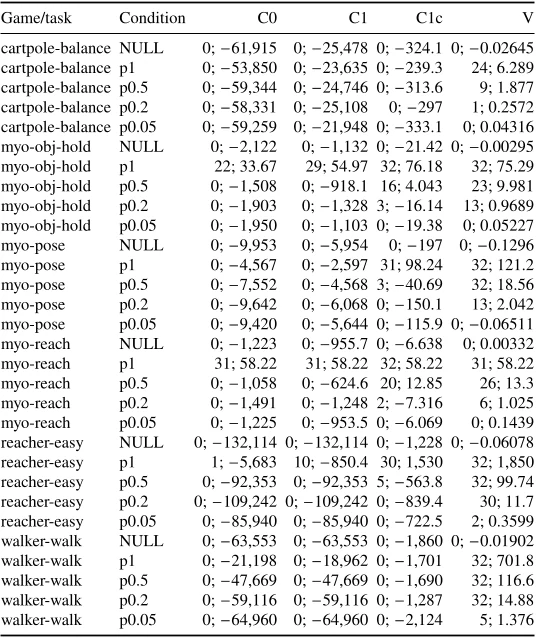 Game/task Condition C0 C1 C1c V
cartpole-balance NULL 0; −61,915 0; −25,478 0; −324.1 0; −0.02645
cartpole-balance p1 0; −53,850 0; −23,635 0; −239.3 24; 6.289
cartpole-balance p0.5 0; −59,344 0; −24,746 0; −313.6 9; 1.877
cartpole-balance p0.2 0; −58,331 0; −25,108 0; −297 1; 0.2572
cartpole-balance p0.05 0; −59,259 0; −21,948 0; −333.1 0; 0.04316
myo-obj-hold NULL 0; −2,122 0; −1,132 0; −21.42 0; −0.00295
myo-obj-hold p1 22; 33.67 29; 54.97 32; 76.18 32; 75.29
myo-obj-hold p0.5 0; −1,508 0; −918.1 16; 4.043 23; 9.981
myo-obj-hold p0.2 0; −1,903 0; −1,328 3; −16.14 13; 0.9689
myo-obj-hold p0.05 0; −1,950 0; −1,103 0; −19.38 0; 0.05227
myo-pose NULL 0; −9,953 0; −5,954 0; −197 0; −0.1296
myo-pose p1 0; −4,567 0; −2,597 31; 98.24 32; 121.2
myo-pose p0.5 0; −7,552 0; −4,568 3; −40.69 32; 18.56
myo-pose p0.2 0; −9,642 0; −6,068 0; −150.1 13; 2.042
myo-pose p0.05 0; −9,420 0; −5,644 0; −115.9 0; −0.06511
myo-reach NULL 0; −1,223 0; −955.7 0; −6.638 0; 0.00332
myo-reach p1 31; 58.22 31; 58.22 32; 58.22 31; 58.22
myo-reach p0.5 0; −1,058 0; −624.6 20; 12.85 26; 13.3
myo-reach p0.2 0; −1,491 0; −1,248 2; −7.316 6; 1.025
myo-reach p0.05 0; −1,225 0; −953.5 0; −6.069 0; 0.1439
reacher-easy NULL 0; −132,114 0; −132,114 0; −1,228 0; −0.06078
reacher-easy p1 1; −5,683 10; −850.4 30; 1,530 32; 1,850
reacher-easy p0.5 0; −92,353 0; −92,353 5; −563.8 32; 99.74
reacher-easy p0.2 0; −109,242 0; −109,242 0; −839.4 30; 11.7
reacher-easy p0.05 0; −85,940 0; −85,940 0; −722.5 2; 0.3599
walker-walk NULL 0; −63,553 0; −63,553 0; −1,860 0; −0.01902
walker-walk p1 0; −21,198 0; −18,962 0; −1,701 32; 701.8
walker-walk p0.5 0; −47,669 0; −47,669 0; −1,690 32; 116.6
walker-walk p0.2 0; −59,116 0; −59,116 0; −1,287 32; 14.88
walker-walk p0.05 0; −64,960 0; −64,960 0; −2,124 5; 1.376